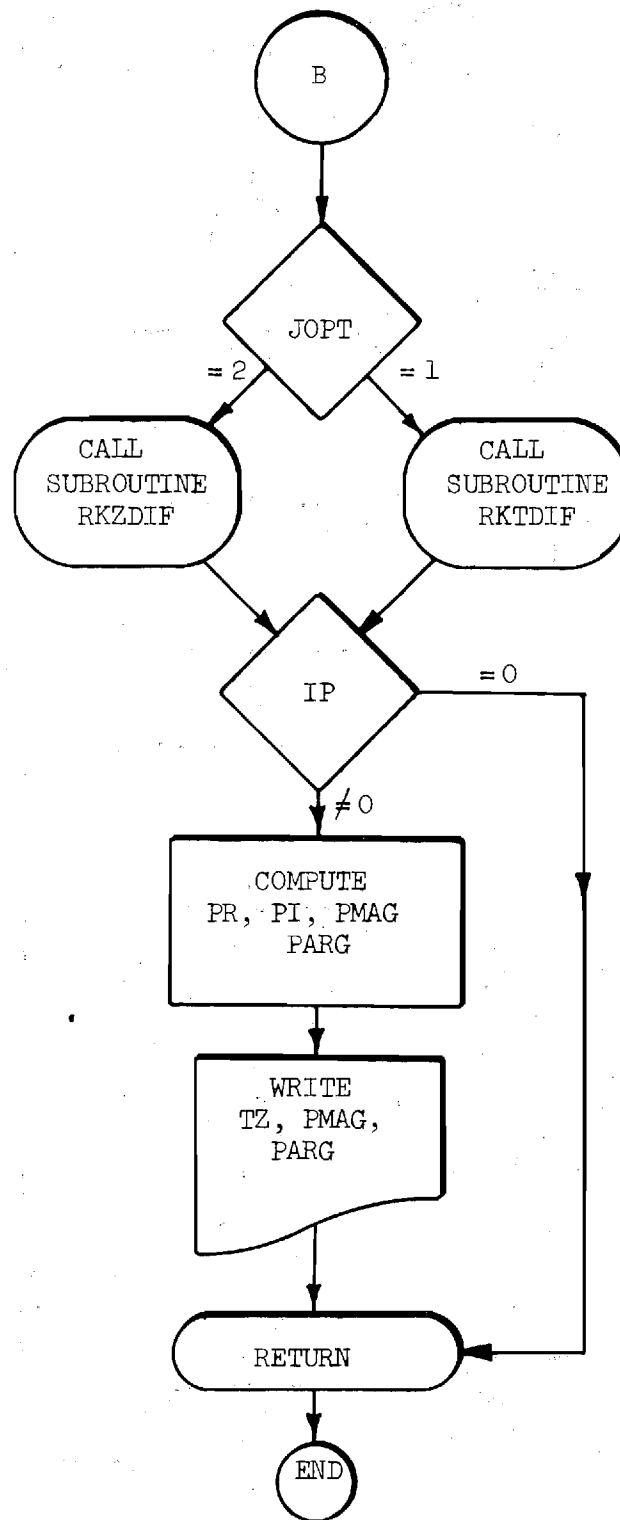 B
JOPT
=2
=1
CALL
SUBROUTINE
RKZDIF
CALL
SUBROUTINE
RKTDIF
IP
=0
≠0
COMPUTE
PR, PI, PMAG
PARG
WRITE
TZ, PMAG,
PARG
RETURN
END